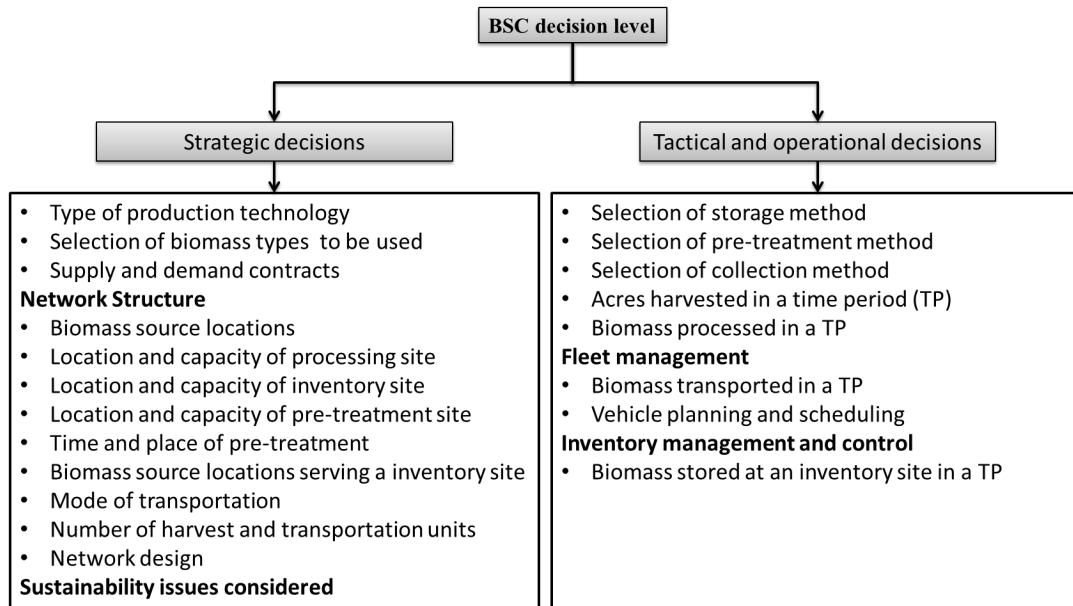 BSC decision level
Strategic decisions
• Type of production technology
• Selection of biomass types to be used
• Supply and demand contracts
Network Structure
• Biomass source locations
• Location and capacity of processing site
• Location and capacity of inventory site
• Location and capacity of pre-treatment site
• Time and place of pre-treatment
• Biomass source locations serving a inventory site
• Mode of transportation
• Number of harvest and transportation units
• Network design
Sustainability issues considered
Tactical and operational decisions
• Selection of storage method
• Selection of pre-treatment method
• Selection of collection method
• Acres harvested in a time period (TP)
• Biomass processed in a TP
Fleet management
• Biomass transported in a TP
• Vehicle planning and scheduling
Inventory management and control
• Biomass stored at an inventory site in a TP